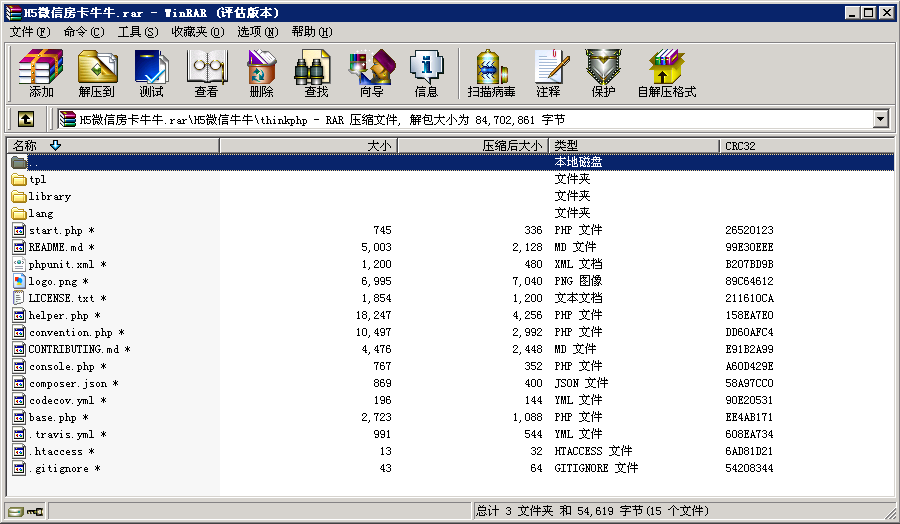 H5微信房卡牛牛.rar - WinRAR (评估版本)
文件(F) 命令(C) 工具(S) 收藏夹(O) 选项(N) 帮助(H)
添加 解压到 测试 查看 删除 查找 向导 信息 扫描病毒 注释 保护 自解压格式
H5微信房卡牛牛.rar\H5微信牛牛\thinkphp - RAR 压缩文件, 解包大小为 84,702,861 字节
名称 大小 压缩后大小 类型 CRC32
.. 本地磁盘
tpl 文件夹
library 文件夹
lang 文件夹
start.php * 745 336 PHP 文件 26520123
README.md * 5,003 2,128 MD 文件 99E30EEE
phpunit.xml * 1,200 480 XML 文档 B207BD9B
logo.png * 6,995 7,040 PNG 图像 89C64612
LICENSE.txt * 1,854 1,200 文本文档 211610CA
helper.php * 18,247 4,256 PHP 文件 158EA7E0
convention.php * 10,497 2,992 PHP 文件 DD60AFC4
CONTRIBUTING.md * 4,476 2,448 MD 文件 E91B2A99
console.php * 767 352 PHP 文件 A60D429E
composer.json * 869 400 JSON 文件 58A97CC0
codecov.yml * 196 144 YML 文件 90E20531
base.php * 2,723 1,088 PHP 文件 EE4AB171
.travis.yml * 991 544 YML 文件 608EA734
.htaccess * 13 32 HTACCESS 文件 6AD81D21
.gitignore * 43 64 GITIGNORE 文件 54208344
总计 3 文件夹 和 54,619 字节(15 个文件)